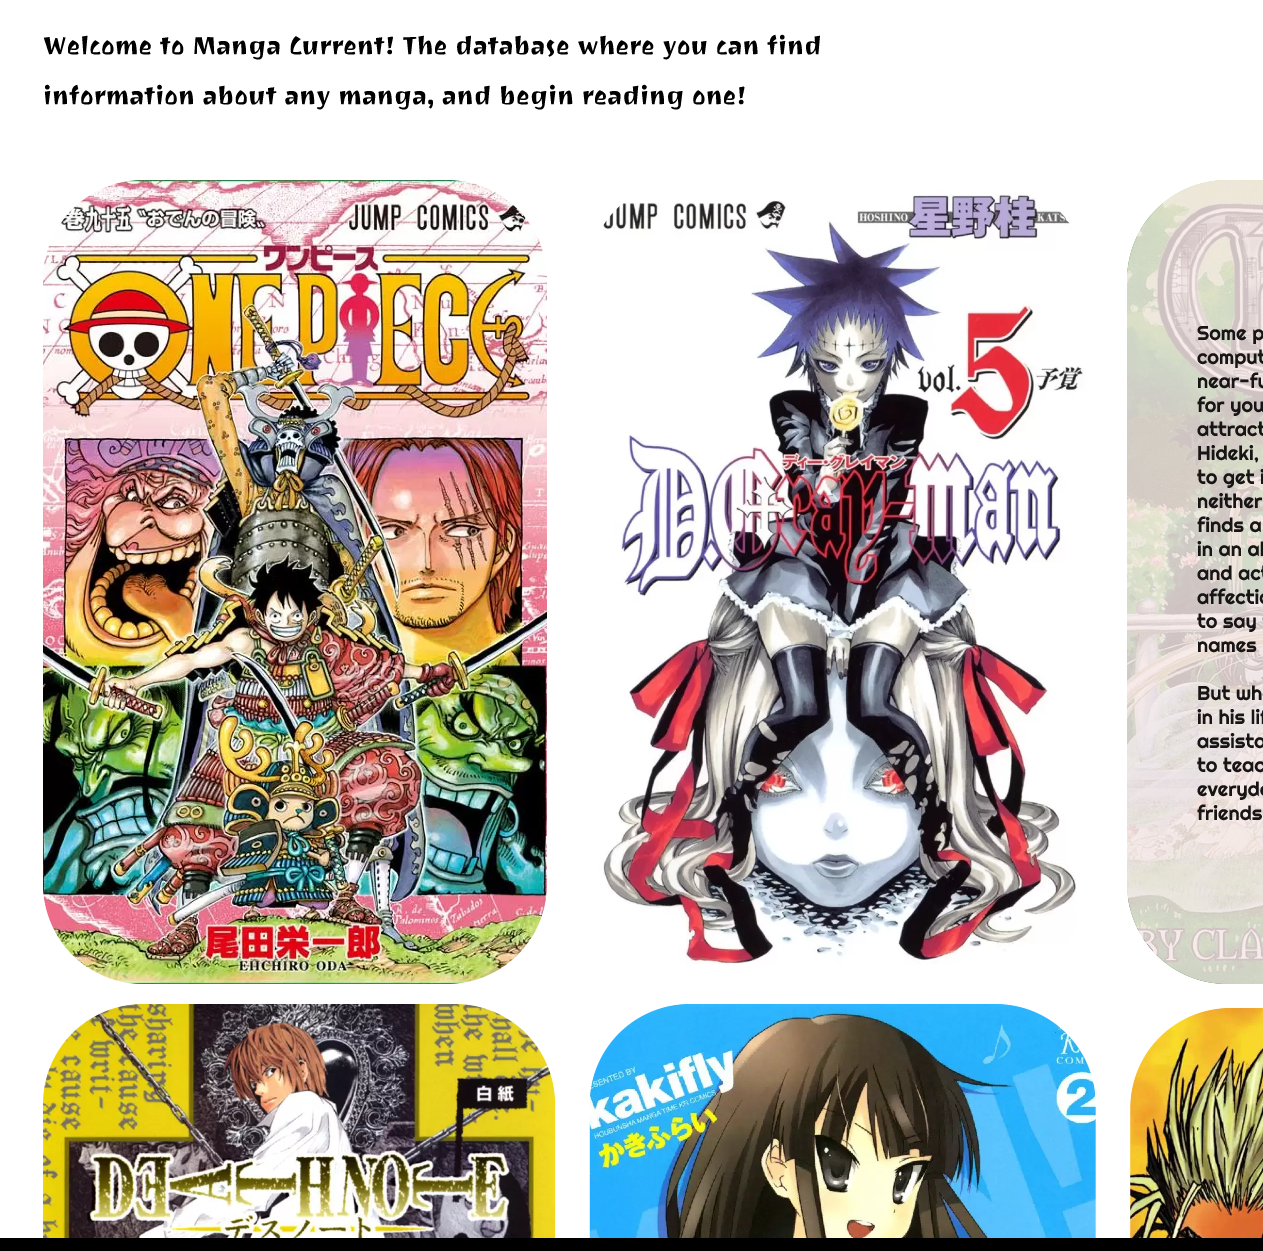 Welcome to Manga Current! The database where you can find
information about any manga, and begin reading one!
巻九十五 〝おでんの冒険〟
JUMP COMICS
ワンピース
ONE PIECE
尾田栄一郎
EIICHIRO ODA
JUMP COMICS
HOSHINO 星野桂 KATS
vol. 5 予覚
ディー・グレイマン
D.Gray-man
Some p
comput
near-fu
for you
attract
Hideki,
to get i
neither
finds a
in an al
and act
affectio
to say
names
But wh
in his li
assista
to teac
everyda
friends
BY CLA
sharing
the cause
writ-
when
白紙
DEATH NOTE
デスノート
SENTED BY
kakifly
HOUBUNSHA MANGA TIME KR COMICS
かきふらい
COM
2